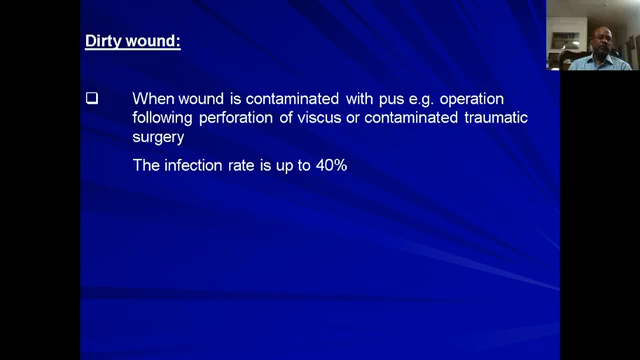 Dirty wound:
When wound is contaminated with pus e.g. operation
following perforation of viscus or contaminated traumatic
surgery
The infection rate is up to 40%